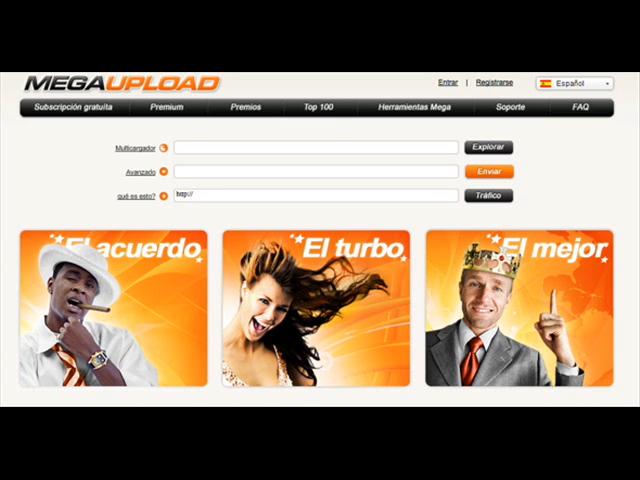 MEGAUPLOAD
Entrar | Registrarse
Español
Subscripción gratuíta Premium Premios Top 100 Herramientas Mega Soporte FAQ
Multicargador
Explorar
Avanzado
Enviar
qué es esto?
http://
Tráfico
El acuerdo
El turbo
El mejor